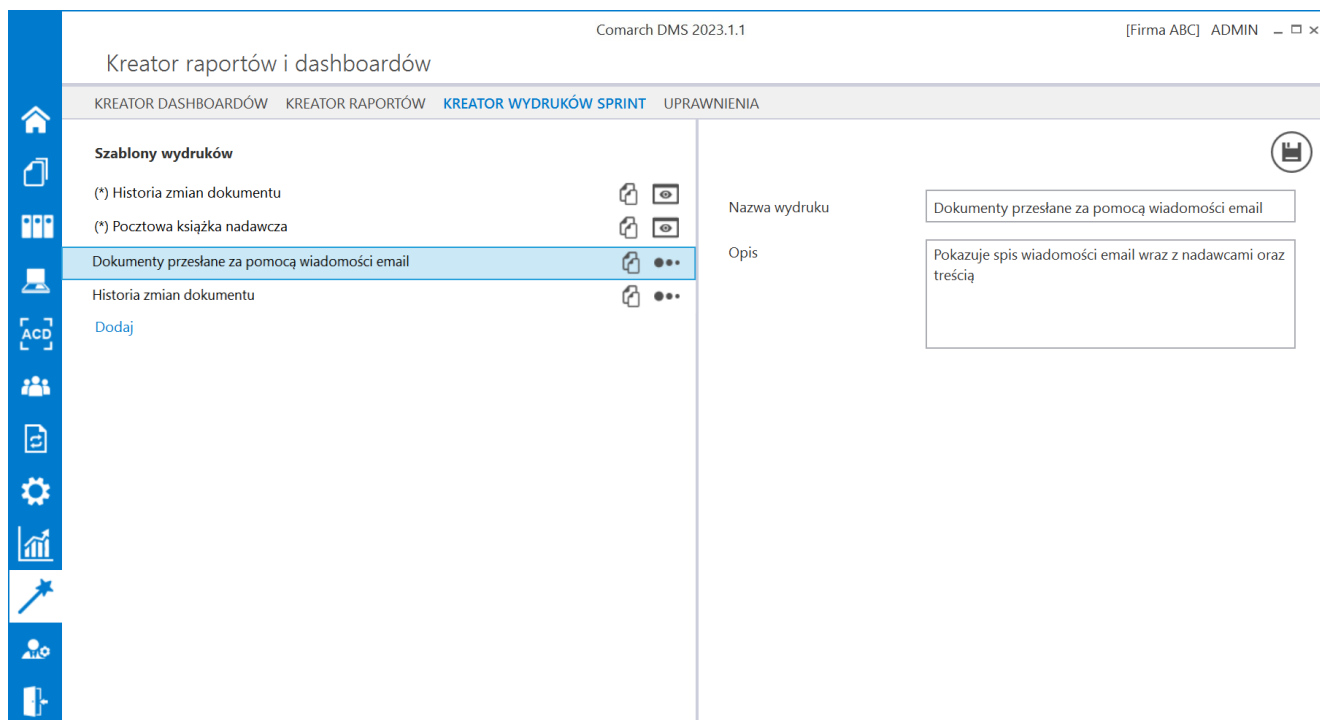 Comarch DMS 2023.1.1
[Firma ABC] ADMIN
Kreator raportów i dashboardów
KREATOR DASHBOARDÓW KREATOR RAPORTÓW KREATOR WYDRUKÓW SPRINT UPRAWNIENIA
Szablony wydruków
(*) Historia zmian dokumentu
(*) Pocztowa książka nadawcza
Dokumenty przesłane za pomocą wiadomości email
Historia zmian dokumentu
Dodaj
Nazwa wydruku
Dokumenty przesłane za pomocą wiadomości email
Opis
Pokazuje spis wiadomości email wraz z nadawcami oraz
treścią
ACD